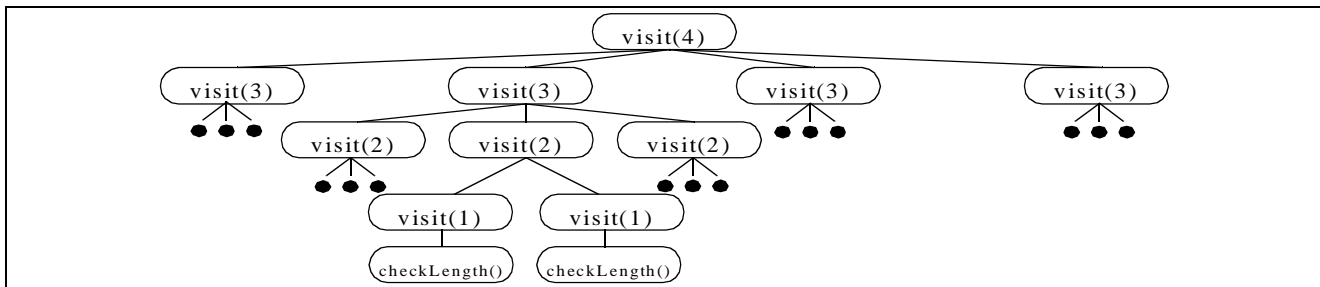 visit(4)
visit(3) visit(3) visit(3) visit(3)
visit(2) visit(2) visit(2)
visit(1) visit(1)
checkLength() checkLength()